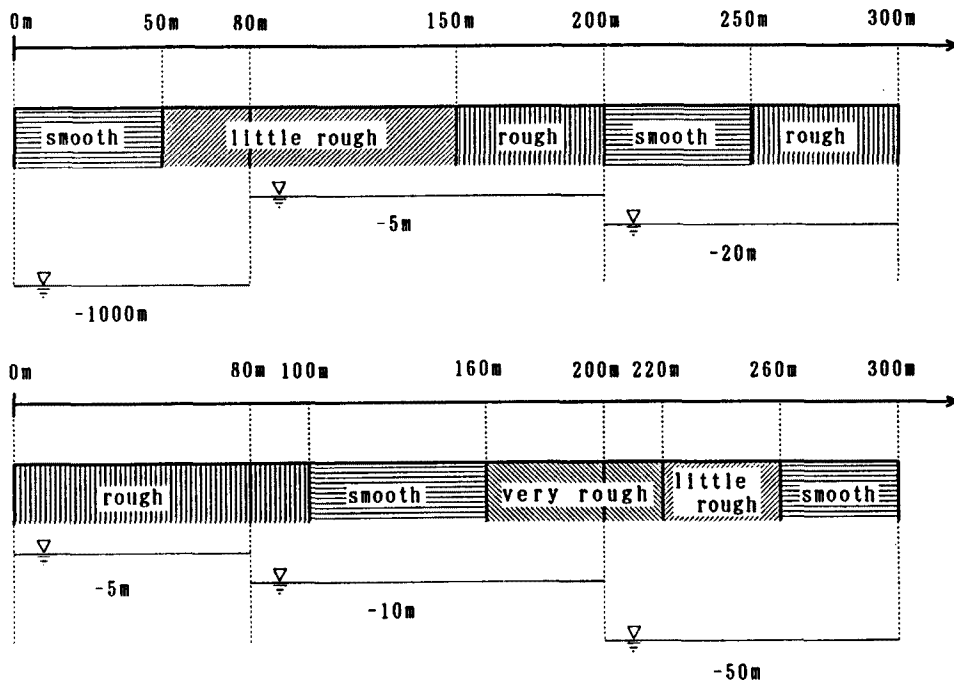 0m 50m 80m 150m 200m 250m 300m
smooth little rough rough smooth rough
-5m
-20m
-1000m
0m 80m 100m 160m 200m 220m 260m 300m
rough smooth very rough little rough smooth
-5m
-10m
-50m